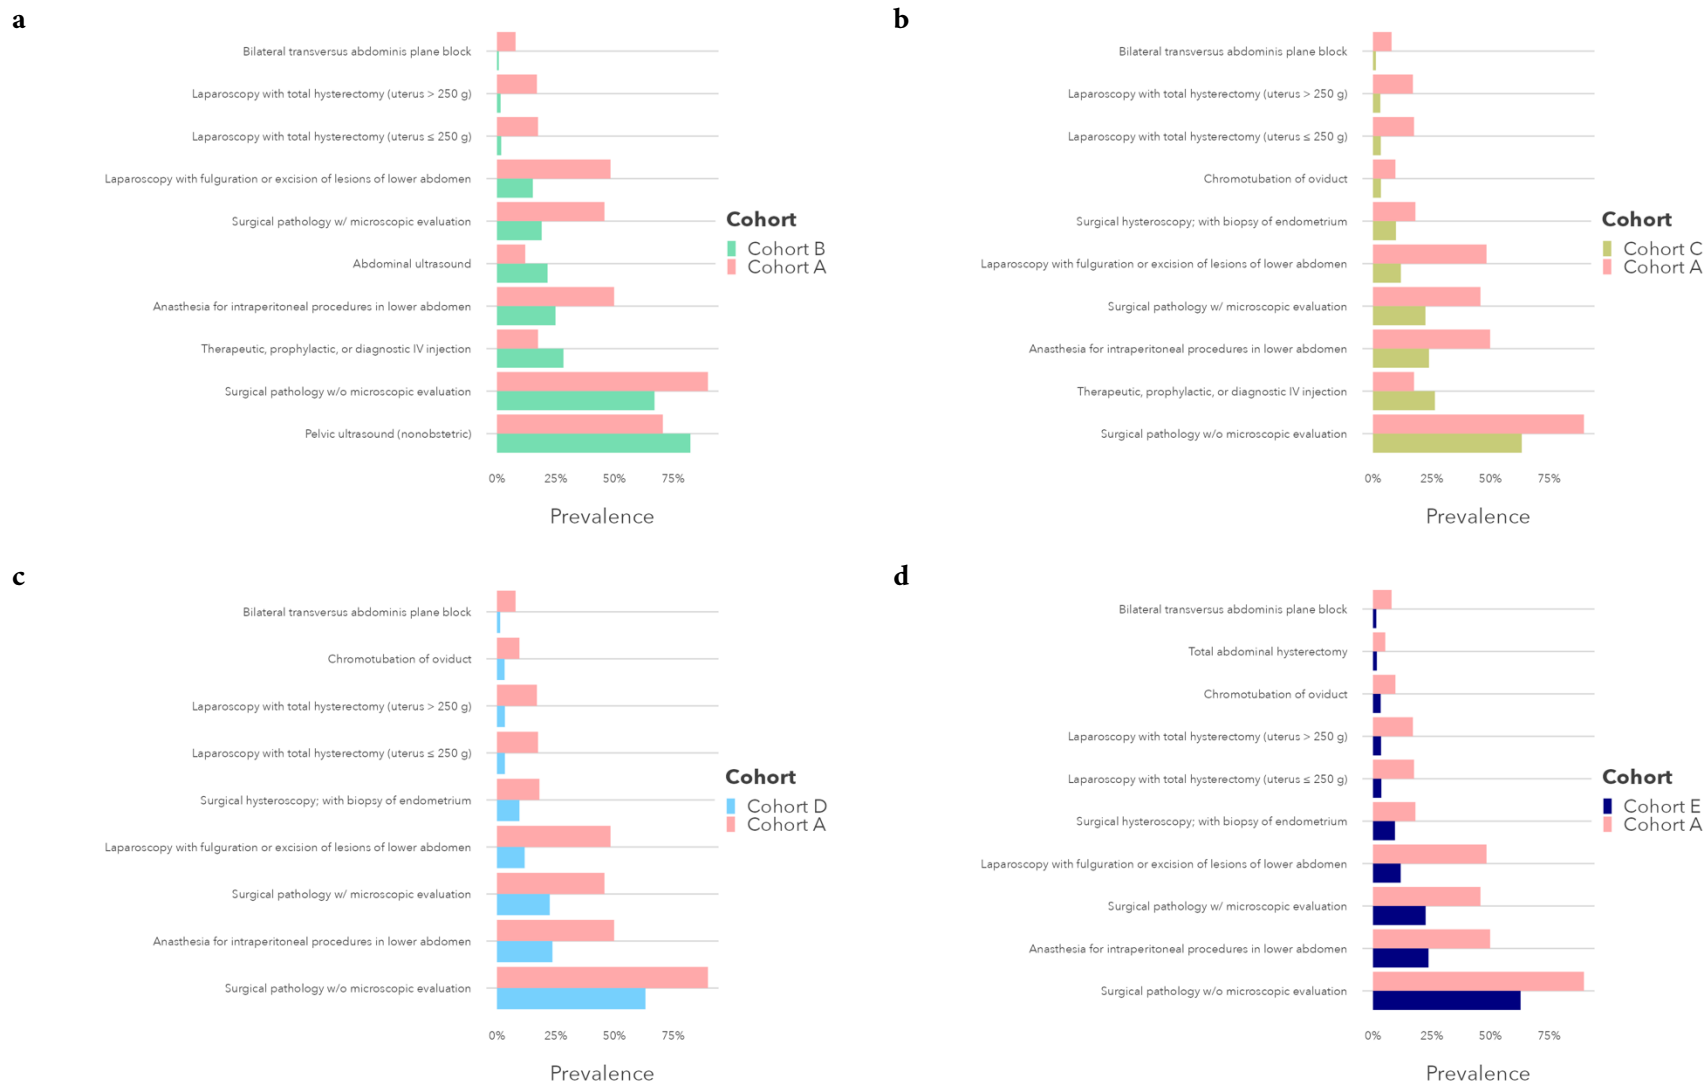 a
Bilateral transversus abdominis plane block
Laparoscopy with total hysterectomy (uterus > 250 g)
Laparoscopy with total hysterectomy (uterus ≤ 250 g)
Laparoscopy with fulguration or excision of lesions of lower abdomen
Surgical pathology w/ microscopic evaluation
Abdominal ultrasound
Anasthesia for intraperitoneal procedures in lower abdomen
Therapeutic, prophylactic, or diagnostic IV injection
Surgical pathology w/o microscopic evaluation
Pelvic ultrasound (nonobstetric)
0% 25% 50% 75%
Prevalence
Cohort
Cohort B
Cohort A
b
Bilateral transversus abdominis plane block
Laparoscopy with total hysterectomy (uterus > 250 g)
Laparoscopy with total hysterectomy (uterus ≤ 250 g)
Chromotubation of oviduct
Surgical hysteroscopy; with biopsy of endometrium
Laparoscopy with fulguration or excision of lesions of lower abdomen
Surgical pathology w/ microscopic evaluation
Anasthesia for intraperitoneal procedures in lower abdomen
Therapeutic, prophylactic, or diagnostic IV injection
Surgical pathology w/o microscopic evaluation
0% 25% 50% 75%
Prevalence
Cohort
Cohort C
Cohort A
c
Bilateral transversus abdominis plane block
Chromotubation of oviduct
Laparoscopy with total hysterectomy (uterus > 250 g)
Laparoscopy with total hysterectomy (uterus ≤ 250 g)
Surgical hysteroscopy; with biopsy of endometrium
Laparoscopy with fulguration or excision of lesions of lower abdomen
Surgical pathology w/ microscopic evaluation
Anasthesia for intraperitoneal procedures in lower abdomen
Surgical pathology w/o microscopic evaluation
0% 25% 50% 75%
Prevalence
Cohort
Cohort D
Cohort A
d
Bilateral transversus abdominis plane block
Total abdominal hysterectomy
Chromotubation of oviduct
Laparoscopy with total hysterectomy (uterus > 250 g)
Laparoscopy with total hysterectomy (uterus ≤ 250 g)
Surgical hysteroscopy; with biopsy of endometrium
Laparoscopy with fulguration or excision of lesions of lower abdomen
Surgical pathology w/ microscopic evaluation
Anasthesia for intraperitoneal procedures in lower abdomen
Surgical pathology w/o microscopic evaluation
0% 25% 50% 75%
Prevalence
Cohort
Cohort E
Cohort A